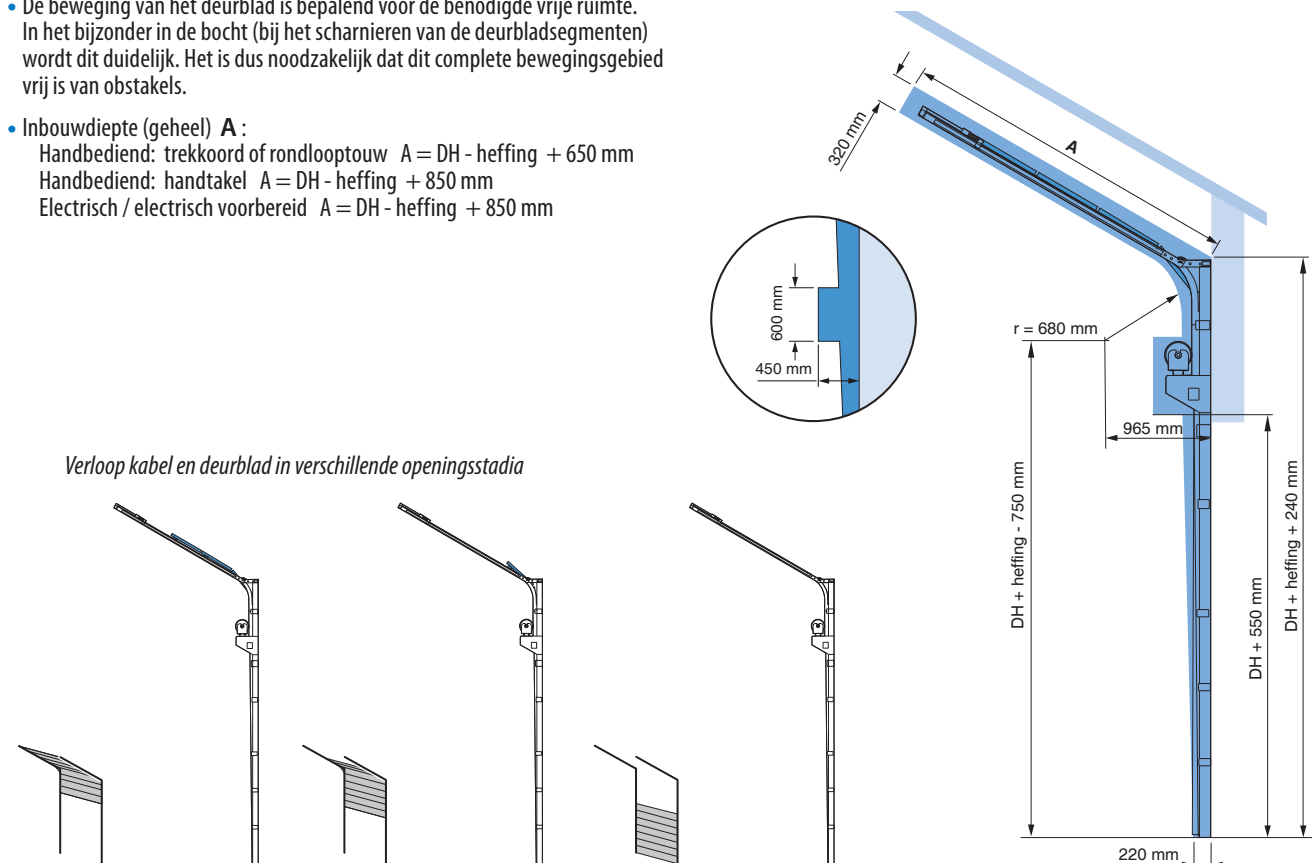 • De beweging van het deurblad is bepalend voor de benodigde vrije ruimte.
In het bijzonder in de bocht (bij het scharnieren van de deurbladsegmenten)
wordt dit duidelijk. Het is dus noodzakelijk dat dit complete bewegingsgebied
vrij is van obstakels.
• Inbouwdiepte (geheel) A :
Handbediend: trekkoord of rondlooptouw A = DH - heffing + 650 mm
Handbediend: handtakel A = DH - heffing + 850 mm
Electrisch / electrisch voorbereid A = DH - heffing + 850 mm
320 mm
A
600 mm
450 mm
r = 680 mm
965 mm
DH + heffing - 750 mm
DH + 550 mm
DH + heffing + 240 mm
220 mm
Verloop kabel en deurblad in verschillende openingsstadia